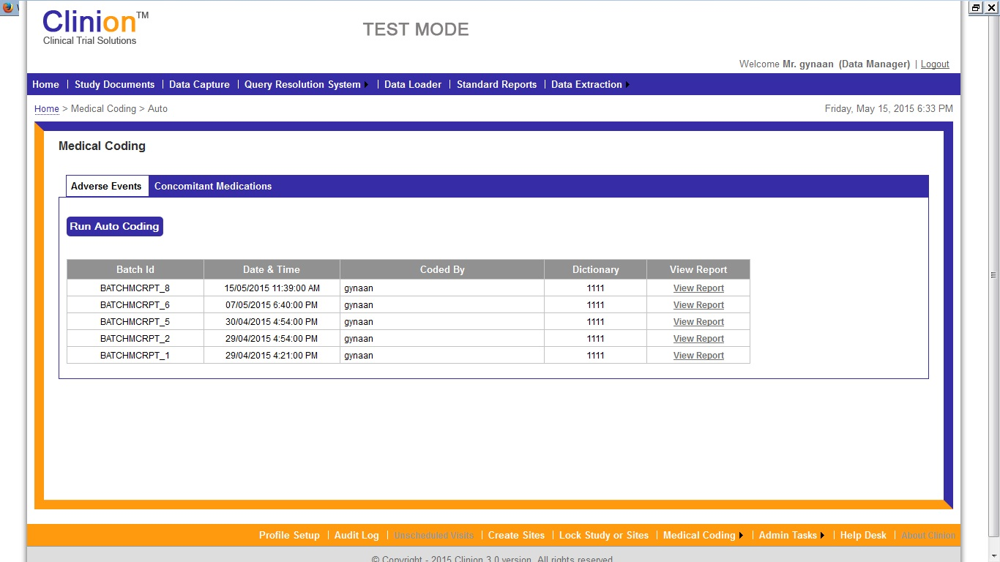 Clinion™
Clinical Trial Solutions
TEST MODE
Welcome Mr. gynaan (Data Manager) | Logout
Home | Study Documents | Data Capture | Query Resolution System | Data Loader | Standard Reports | Data Extraction
Home > Medical Coding > Auto
Friday, May 15, 2015 6:33 PM
Medical Coding
Adverse Events Concomitant Medications
Run Auto Coding
Batch Id Date & Time Coded By Dictionary View Report
BATCHMCRPT_8 15/05/2015 11:39:00 AM gynaan 1111 View Report
BATCHMCRPT_6 07/05/2015 6:40:00 PM gynaan 1111 View Report
BATCHMCRPT_5 30/04/2015 4:54:00 PM gynaan 1111 View Report
BATCHMCRPT_2 29/04/2015 4:54:00 PM gynaan 1111 View Report
BATCHMCRPT_1 29/04/2015 4:21:00 PM gynaan 1111 View Report
Profile Setup | Audit Log | Unscheduled Visits | Create Sites | Lock Study or Sites | Medical Coding | Admin Tasks | Help Desk | About Clinion
© Copyright - 2015 Clinion 3.0 version. All rights reserved